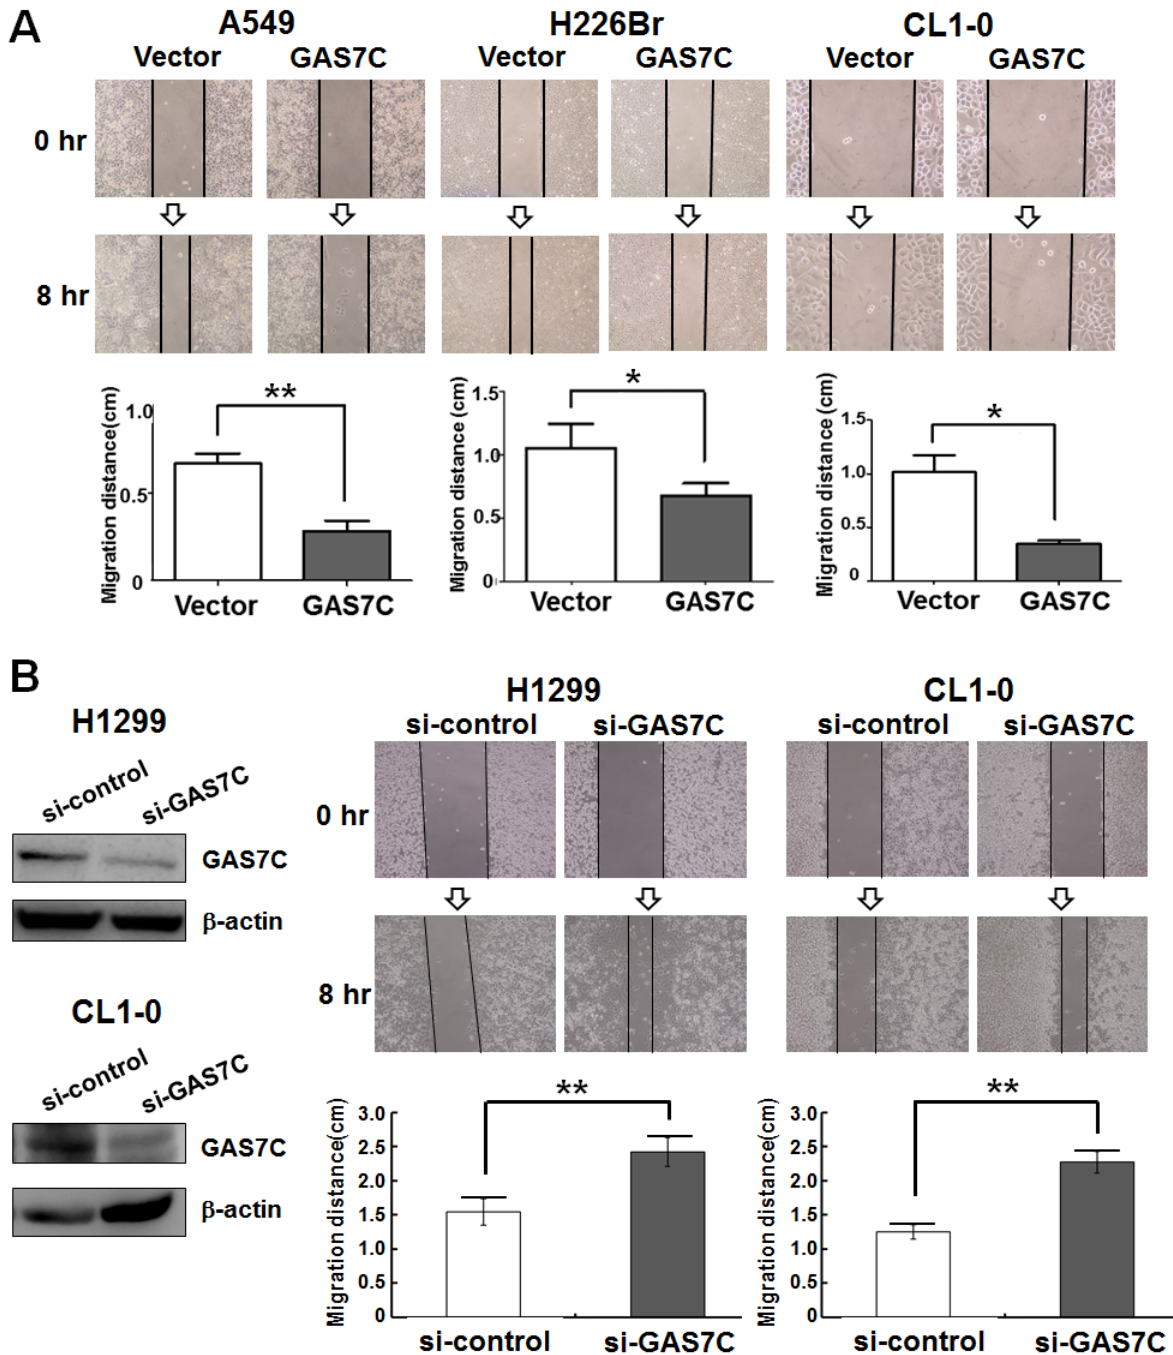 A
A549
H226Br
CL1-0
Vector GAS7C
Vector GAS7C
Vector GAS7C
0 hr
8 hr
Migration distance(cm)
1.0
0.5
0
**
Vector GAS7C
Migration distance (cm)
1.5
1.0
0.5
0
*
Vector GAS7C
Migration distance (cm)
1.5
1.0
0.5
0
*
Vector GAS7C
B
H1299
si-control si-GAS7C
GAS7C
β-actin
CL1-0
si-control si-GAS7C
GAS7C
β-actin
H1299
CL1-0
si-control si-GAS7C
si-control si-GAS7C
0 hr
8 hr
Migration distance(cm)
3.0
2.5
2.0
1.5
1.0
0.5
0
**
si-control si-GAS7C
Migration distance(cm)
3.0
2.5
2.0
1.5
1.0
0.5
0
**
si-control si-GAS7C